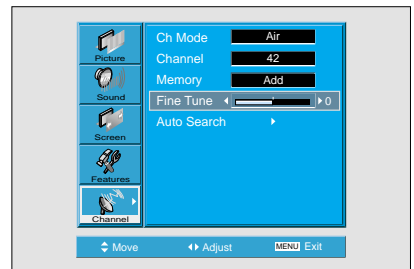 Picture
Sound
Screen
Features
Channel
Ch Mode Air
Channel 42
Memory Add
Fine Tune 0
Auto Search
Move Adjust MENU Exit